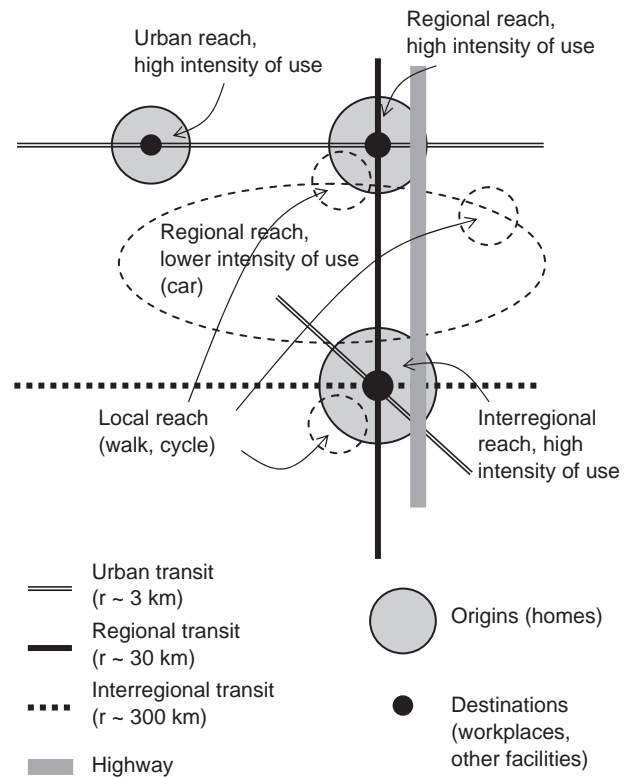 Urban reach,
high intensity of use
Regional reach,
high intensity of use
Regional reach,
lower intensity of use
(car)
Local reach
(walk, cycle)
Interregional
reach, high
intensity of use
Urban transit
(r ~ 3 km)
Regional transit
(r ~ 30 km)
Interregional transit
(r ~ 300 km)
Highway
Origins (homes)
Destinations
(workplaces,
other facilities)